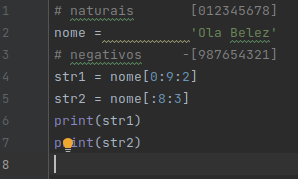 1 # naturais [012345678]
2 nome = 'Ola Belez'
3 # negativos -[987654321]
4 str1 = nome[0:9:2]
5 str2 = nome[:8:3]
6 print(str1)
7 print(str2)
8